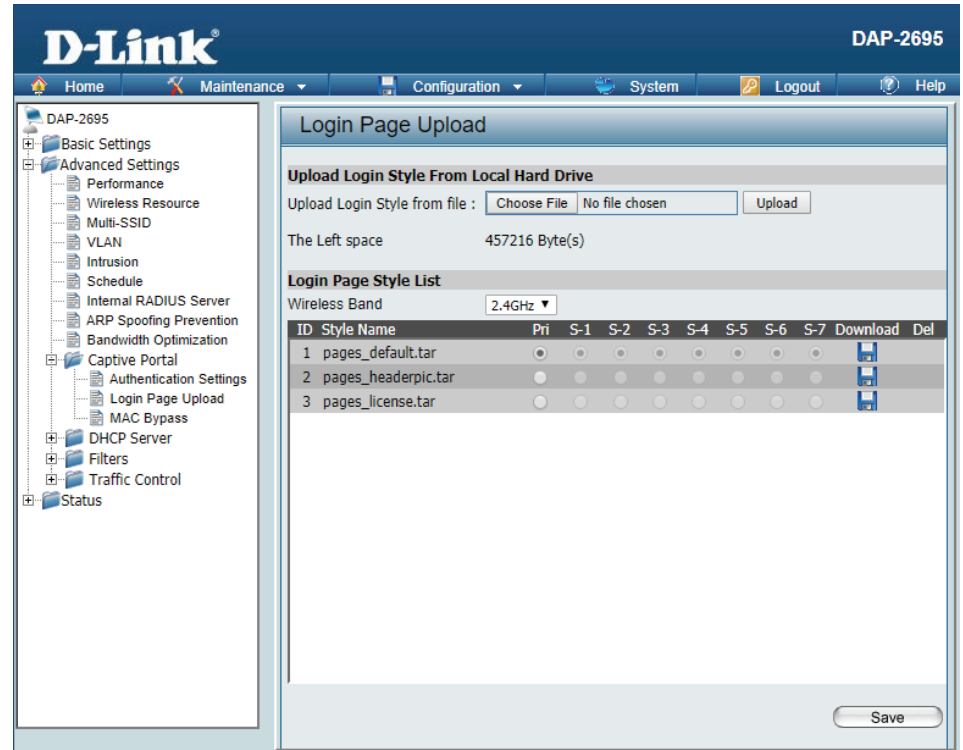 D-Link®
DAP-2695
Home Maintenance Configuration System Logout Help
DAP-2695
Basic Settings
Advanced Settings
Performance
Wireless Resource
Multi-SSID
VLAN
Intrusion
Schedule
Internal RADIUS Server
ARP Spoofing Prevention
Bandwidth Optimization
Captive Portal
Authentication Settings
Login Page Upload
MAC Bypass
DHCP Server
Filters
Traffic Control
Status
Login Page Upload
Upload Login Style From Local Hard Drive
Upload Login Style from file : Choose File No file chosen Upload
The Left space 457216 Byte(s)
Login Page Style List
Wireless Band 2.4GHz
ID Style Name Pri S-1 S-2 S-3 S-4 S-5 S-6 S-7 Download Del
1 pages_default.tar
2 pages_headerpic.tar
3 pages_license.tar
Save